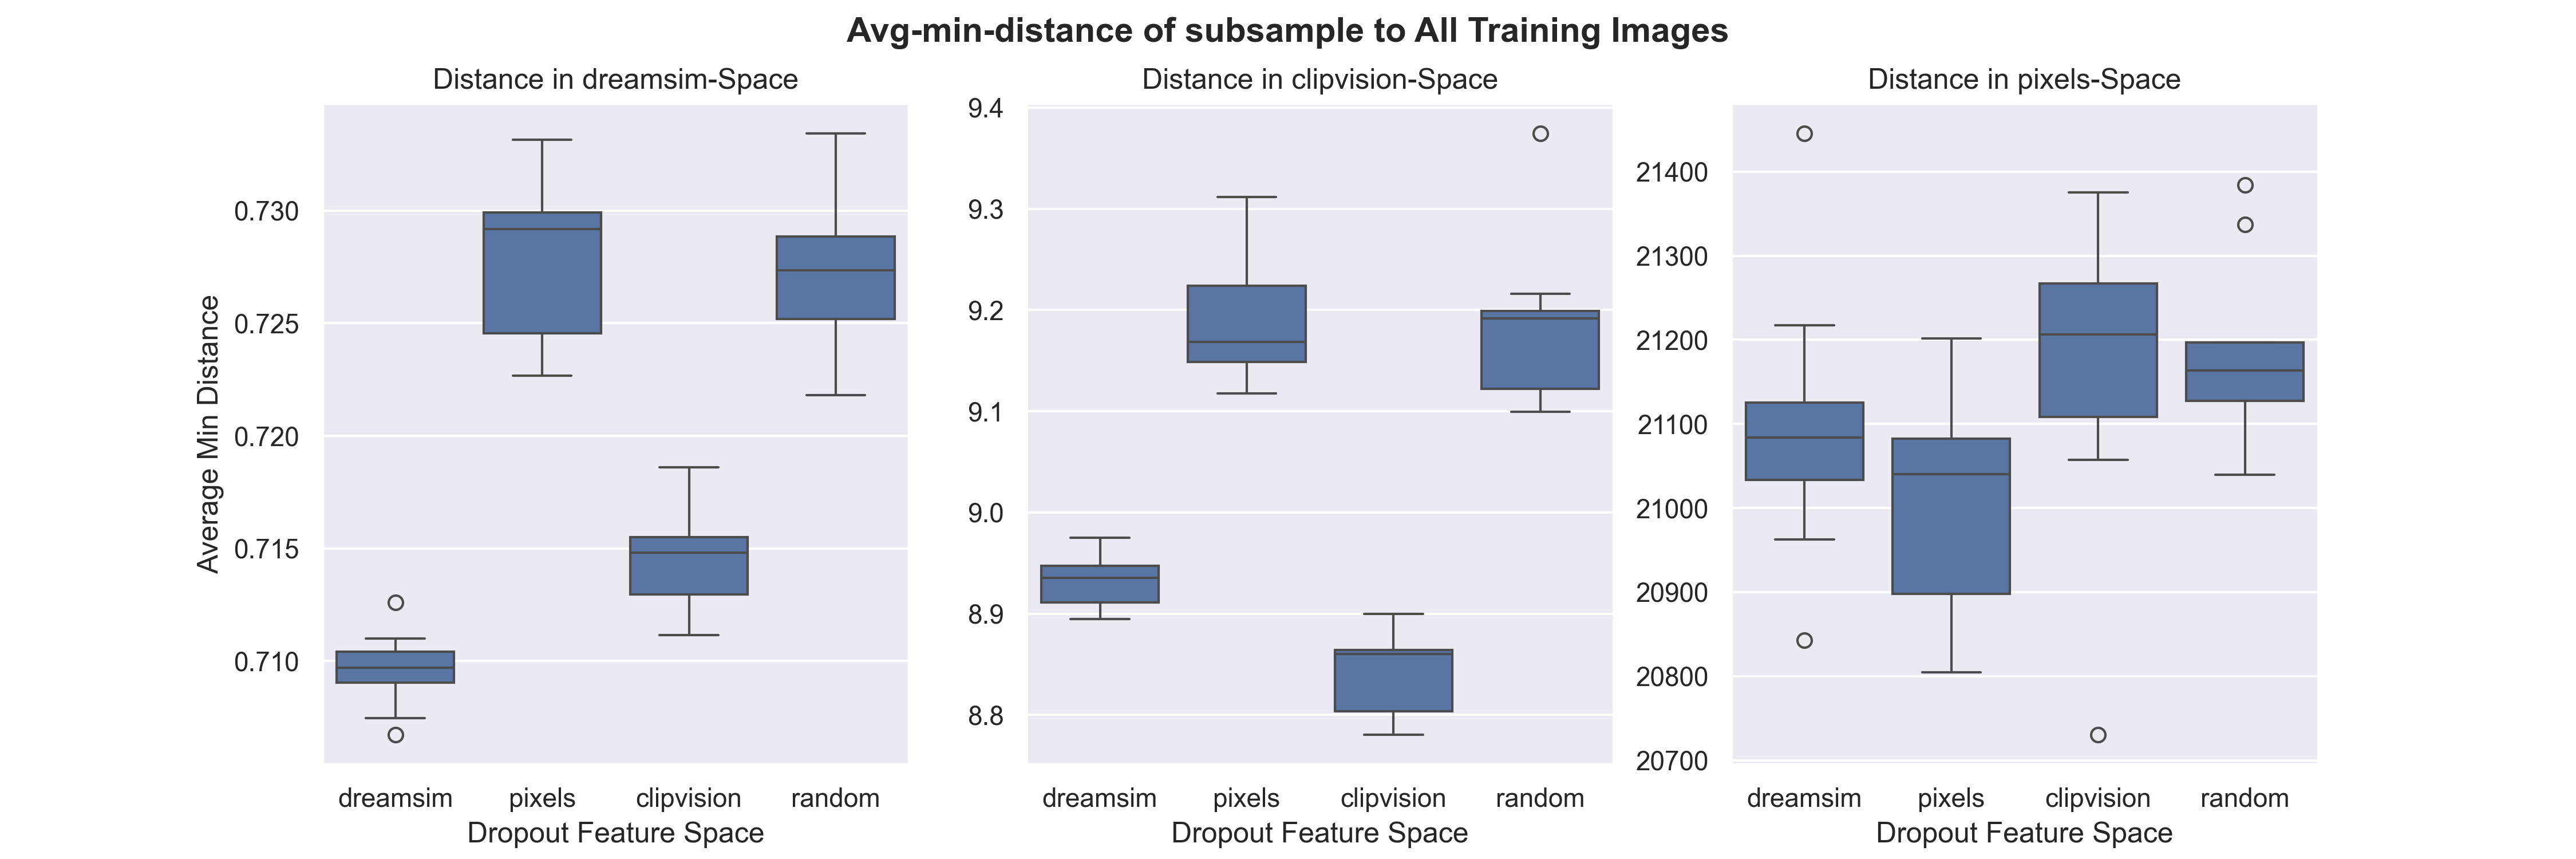 Avg-min-distance of subsample to All Training Images
Distance in dreamsim-Space
Average Min Distance
0.730
0.725
0.720
0.715
0.710
dreamsim pixels clipvision random
Dropout Feature Space
Distance in clipvision-Space
9.4
9.3
9.2
9.1
9.0
8.9
8.8
dreamsim pixels clipvision random
Dropout Feature Space
Distance in pixels-Space
21400
21300
21200
21100
21000
20900
20800
20700
dreamsim pixels clipvision random
Dropout Feature Space